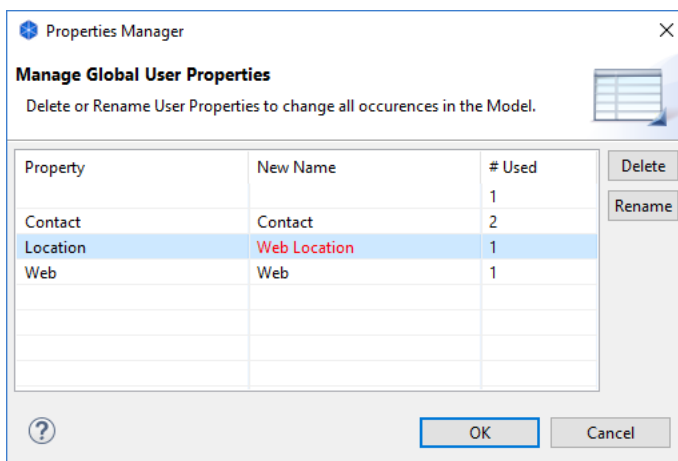 Properties Manager
Manage Global User Properties
Delete or Rename User Properties to change all occurences in the Model.
Property New Name # Used Delete
1 Rename
Contact Contact 2
Location Web Location 1
Web Web 1
? OK Cancel